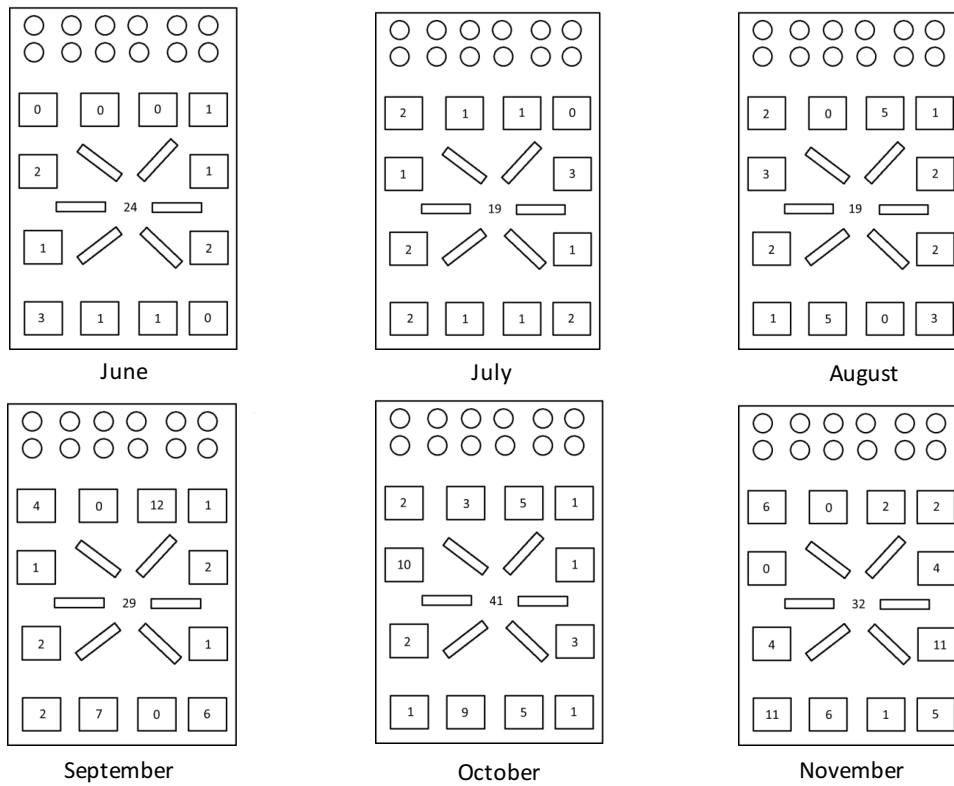 0 0 0 1
2 1
24
1 2
3 1 1 0
June
2 1 1 0
1 3
19
2 1
2 1 1 2
July
2 0 5 1
3 2
19
2 2
1 5 0 3
August
4 0 12 1
1 2
29
2 1
2 7 0 6
September
2 3 5 1
10 1
41
2 3
1 9 5 1
October
6 0 2 2
0 4
32
4 11
11 6 1 5
November